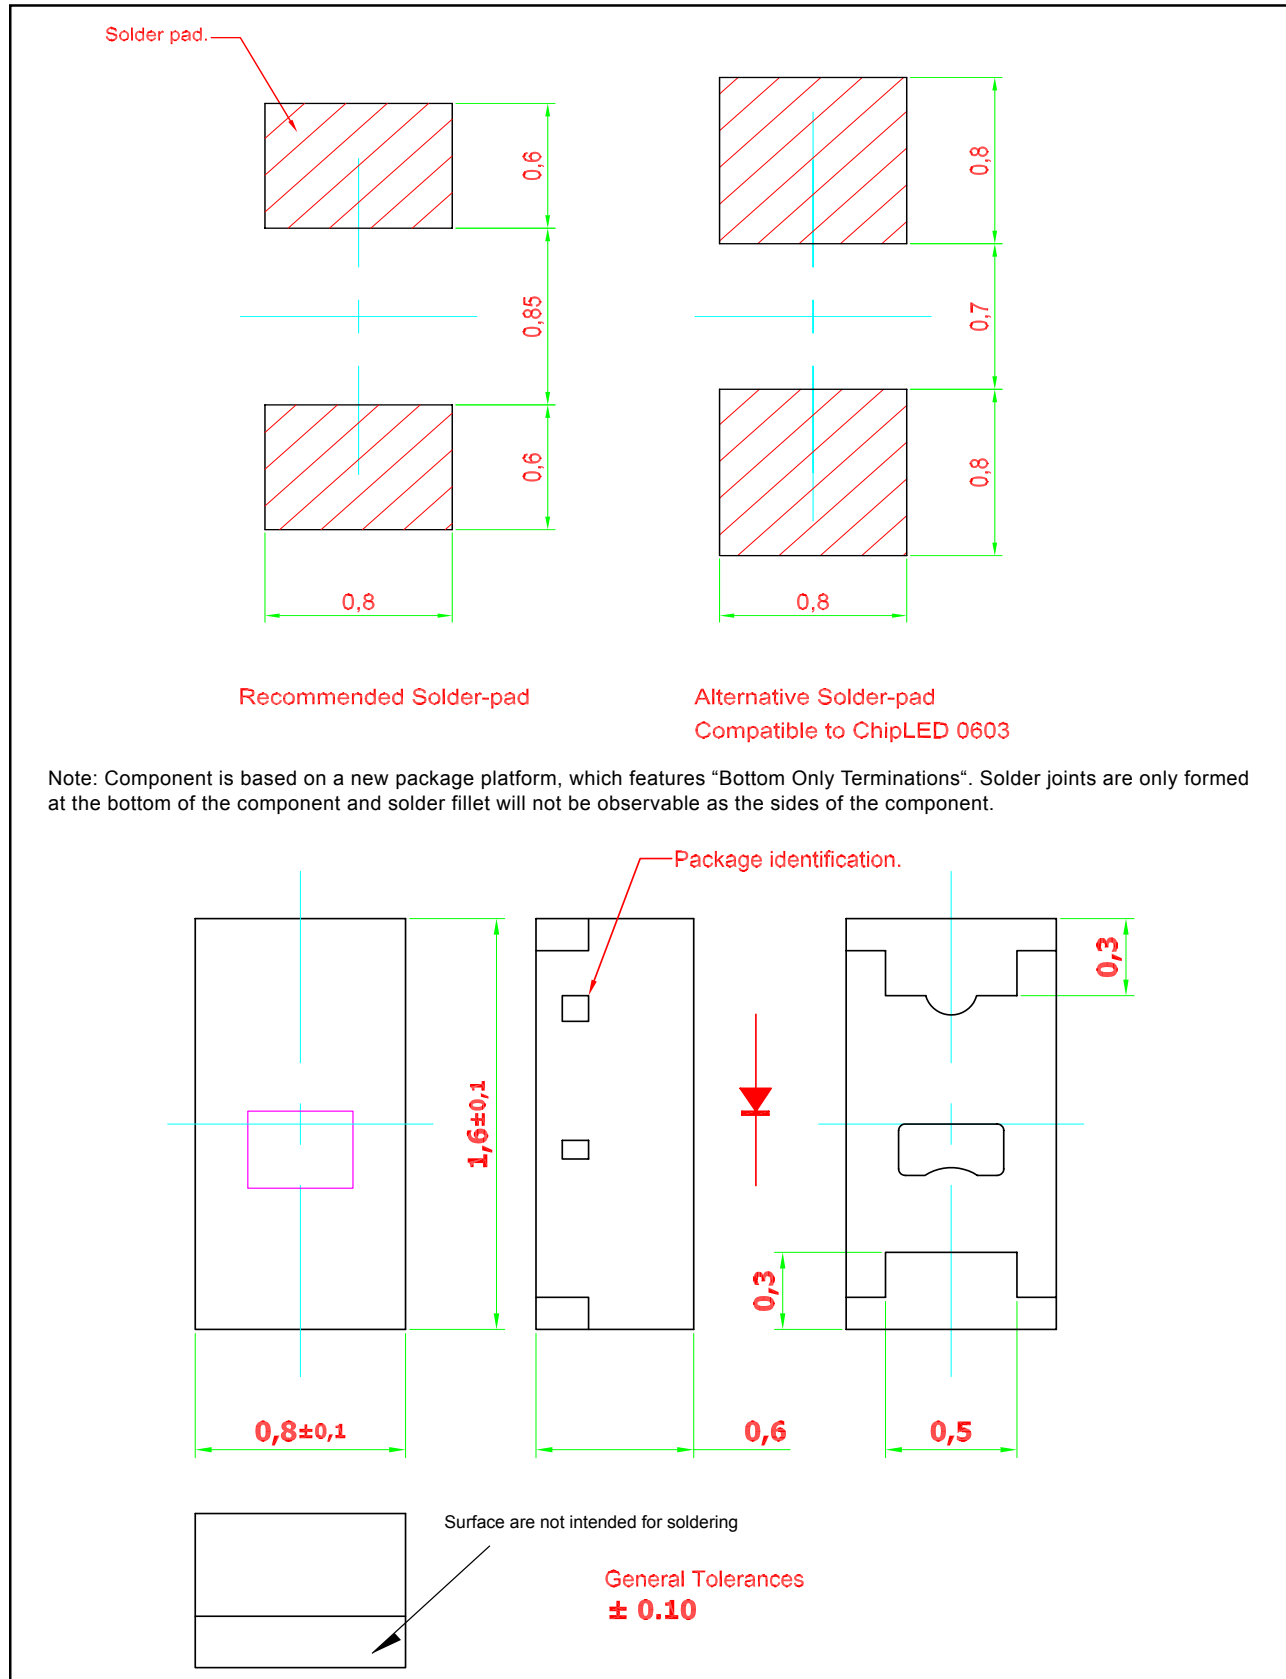 Solder pad.
0,6
0,8
0,85
0,7
0,6
0,8
0,8
0,8
Recommended Solder-pad
Alternative Solder-pad
Compatible to ChipLED 0603
Note: Component is based on a new package platform, which features “Bottom Only Terminations“. Solder joints are only formed
at the bottom of the component and solder fillet will not be observable as the sides of the component.
Package identification.
0,3
1,6±0,1
0,3
0,8±0,1
0,6
0,5
Surface are not intended for soldering
General Tolerances
± 0.10